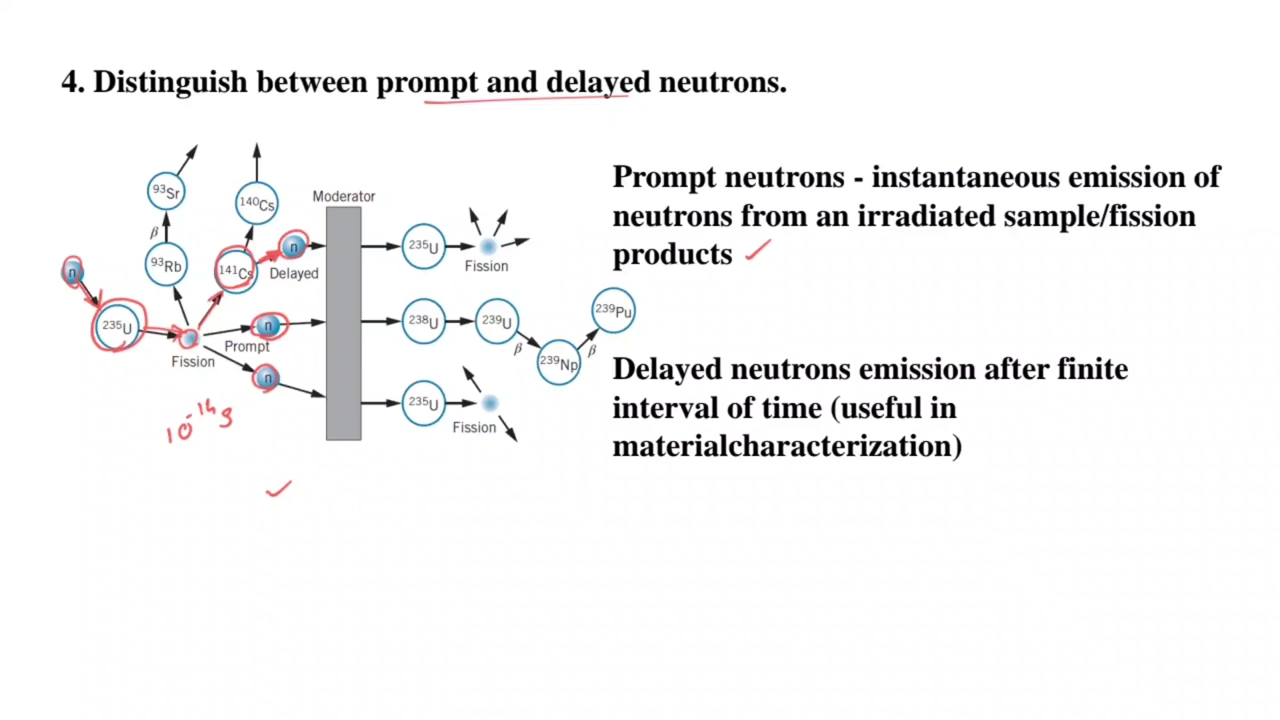 4. Distinguish between prompt and delayed neutrons.
Prompt neutrons - instantaneous emission of
neutrons from an irradiated sample/fission
products
Delayed neutrons emission after finite
interval of time (useful in
materialcharacterization)
⁹³Sr
β
⁹³Rb
¹⁴⁰Cs
¹⁴¹Cs
n
Delayed
Moderator
n
²³⁵U
Fission
n
Prompt
n
10⁻¹⁴s
²³⁵U
Fission
²³⁸U
²³⁹U
β
²³⁹Np
β
²³⁹Pu
²³⁵U
Fission